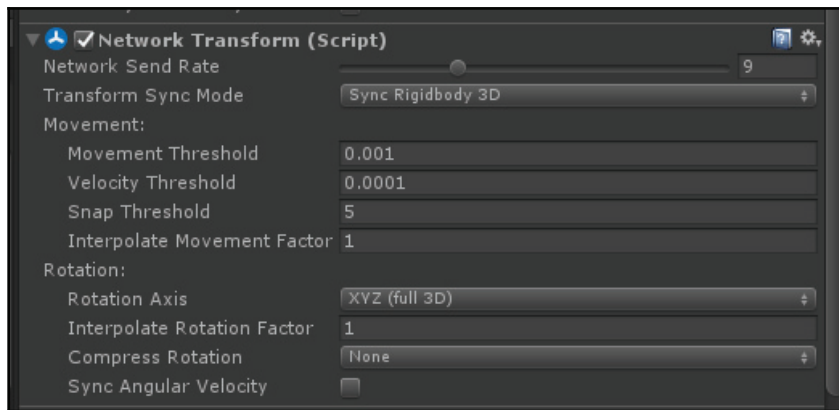 Network Transform (Script)
Network Send Rate 9
Transform Sync Mode Sync Rigidbody 3D
Movement:
Movement Threshold 0.001
Velocity Threshold 0.0001
Snap Threshold 5
Interpolate Movement Factor 1
Rotation:
Rotation Axis XYZ (full 3D)
Interpolate Rotation Factor 1
Compress Rotation None
Sync Angular Velocity